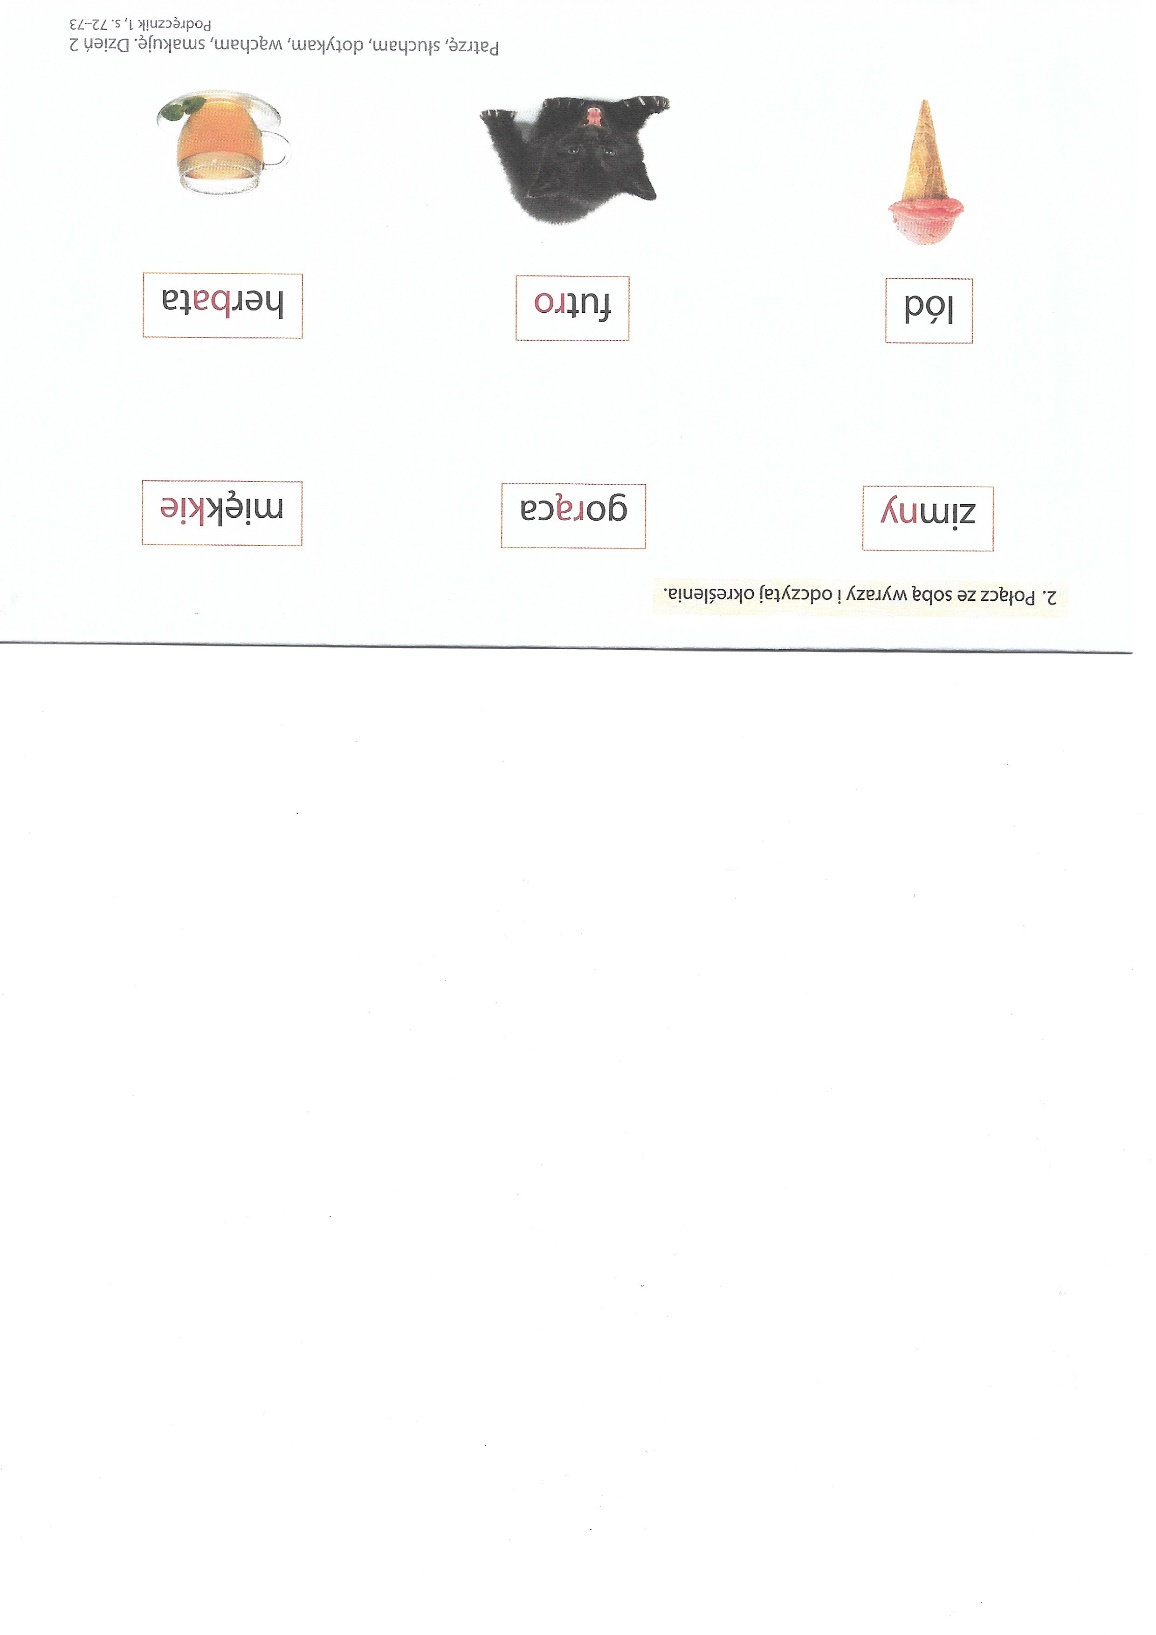 2. Połącz ze sobą wyrazy i odczytaj określenia.
zimny gorąca miękkie
lód futro herbata
Patrzę, słucham, dotykam, wącham, smakuję. Dzień 2
Podręcznik 1, s. 72–73